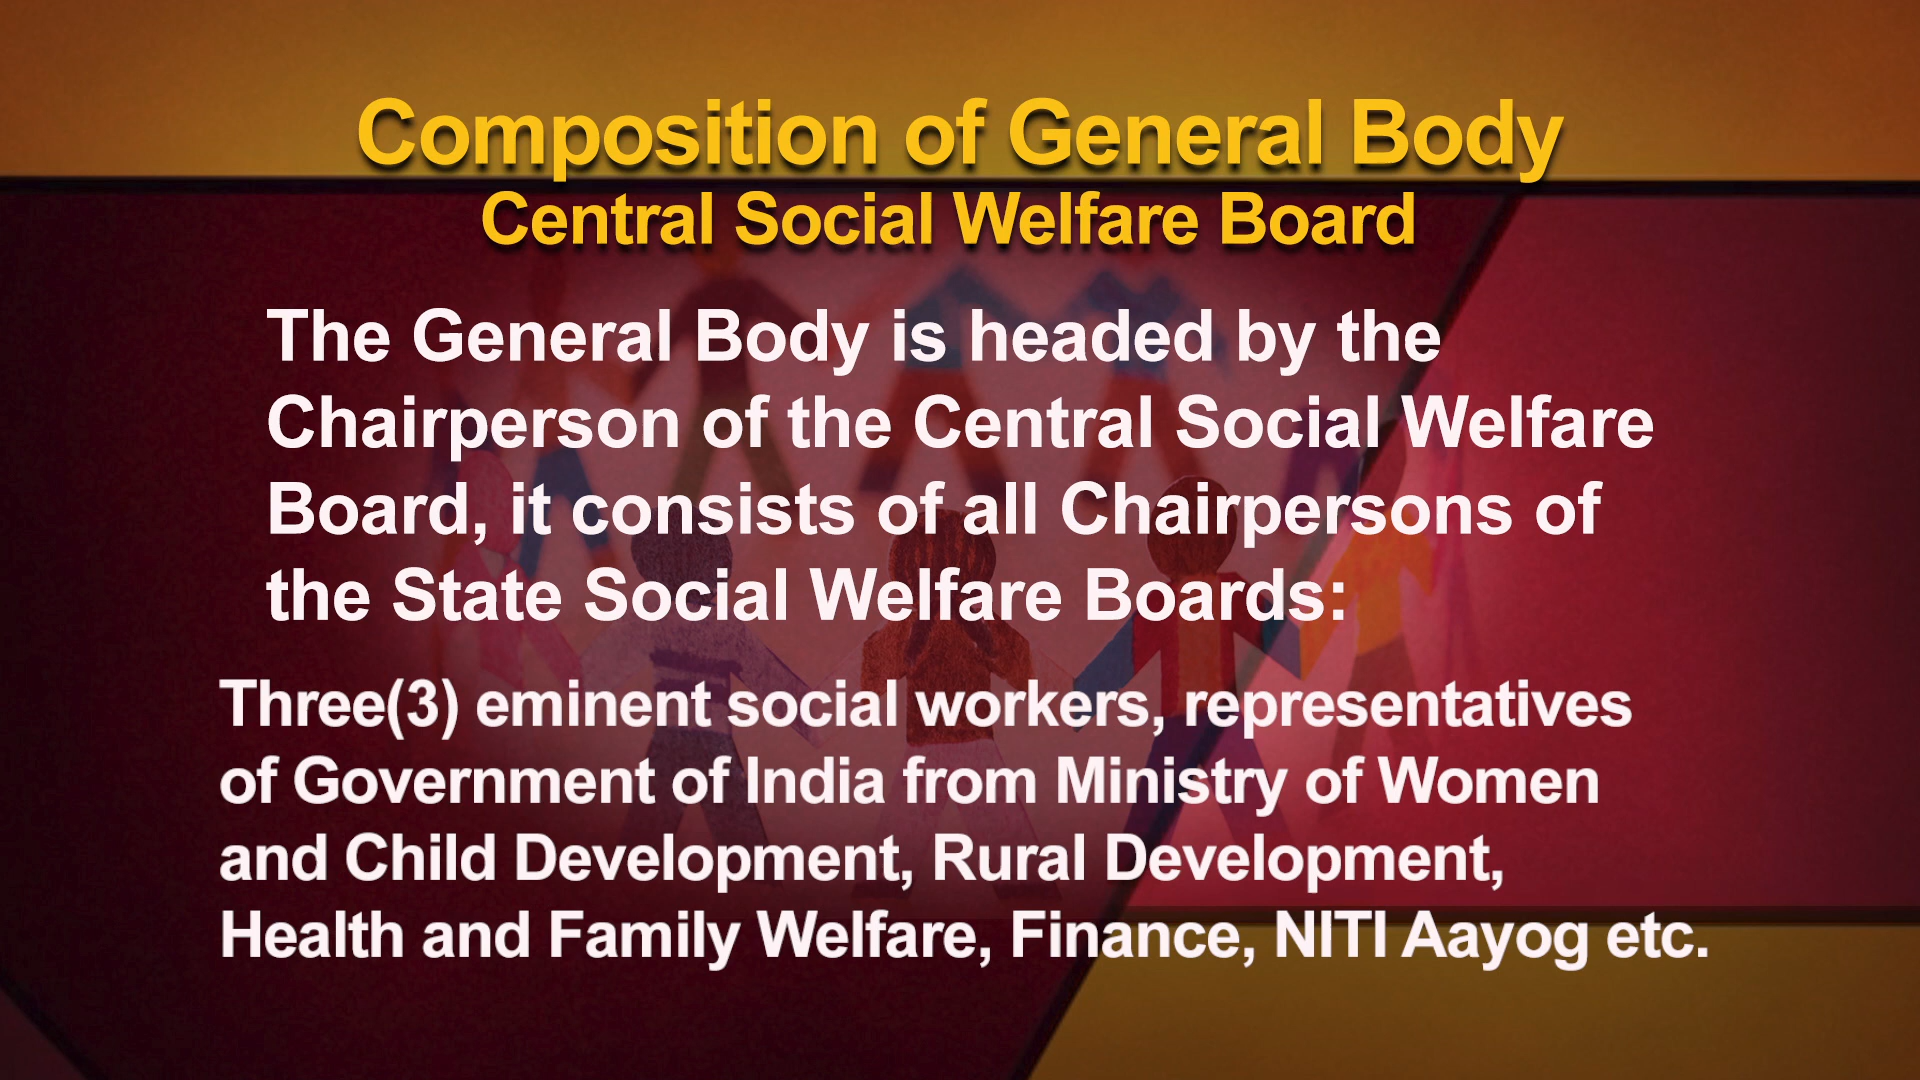 Composition of General Body
Central Social Welfare Board
The General Body is headed by the
Chairperson of the Central Social Welfare
Board, it consists of all Chairpersons of
the State Social Welfare Boards:
Three(3) eminent social workers, representatives
of Government of India from Ministry of Women
and Child Development, Rural Development,
Health and Family Welfare, Finance, NITI Aayog etc.